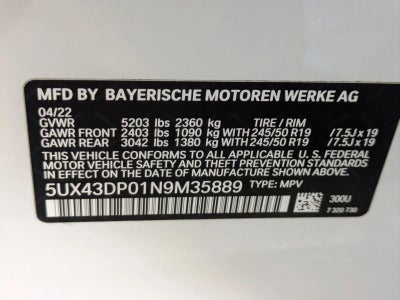 MFD BY BAYERISCHE MOTOREN WERKE AG
04/22
GVWR 5203 lbs 2360 kg TIRE / RIM
GAWR FRONT 2403 lbs 1090 kg WITH 245/50 R19 /7.5J x 19
GAWR REAR 3042 lbs 1380 kg WITH 245/50 R19 /7.5J x 19
THIS VEHICLE CONFORMS TO ALL APPLICABLE U.S. FEDERAL
MOTOR VEHICLE SAFETY, BUMPER, AND THEFT PREVENTION
STANDARDS IN EFFECT ON THE DATE OF MANUFACTURE SHOWN ABOVE.
5UX43DP01N9M35889 TYPE: MPV
300U
7 320 730